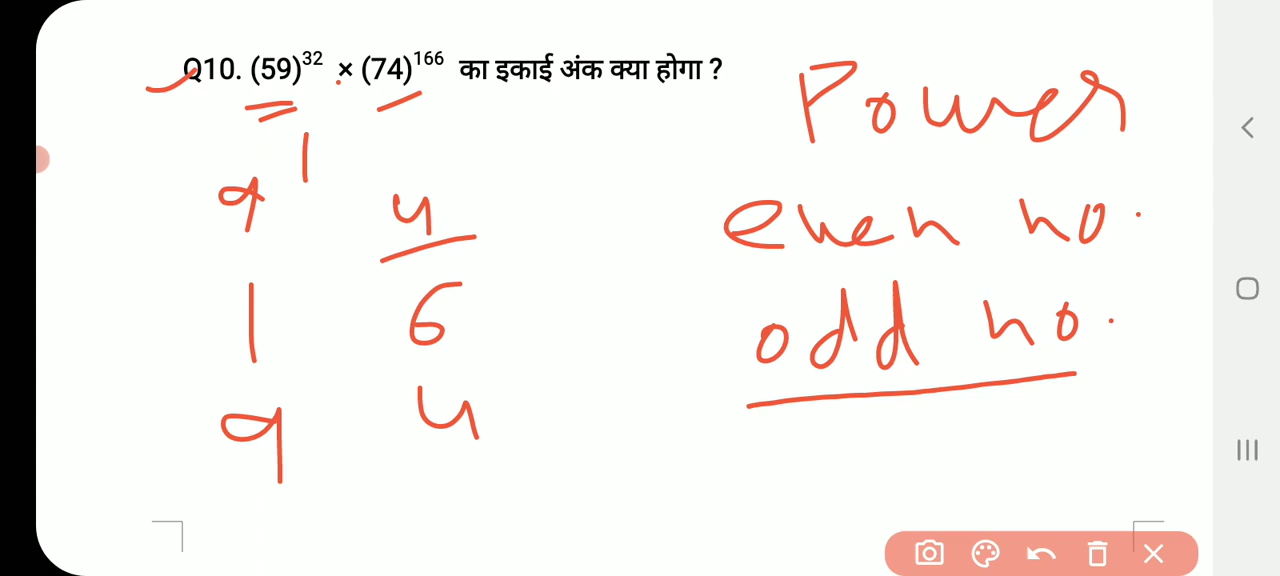 Q10. (59)³² × (74)¹⁶⁶ का इकाई अंक क्या होगा ?
Power
1
9 4 even no.
1 6 odd no.
9 4